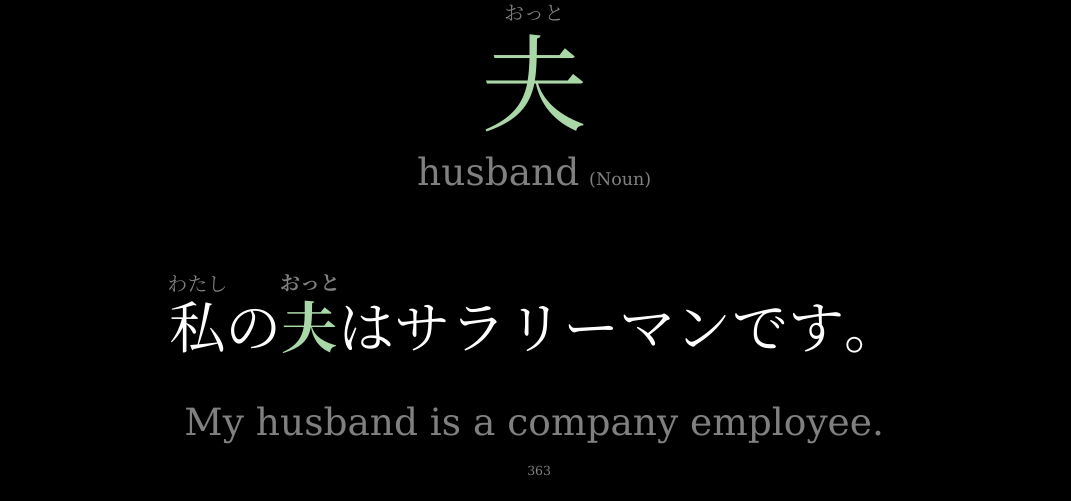 おっと
夫
husband (Noun)
わたし おっと
私の夫はサラリーマンです。
My husband is a company employee.
363